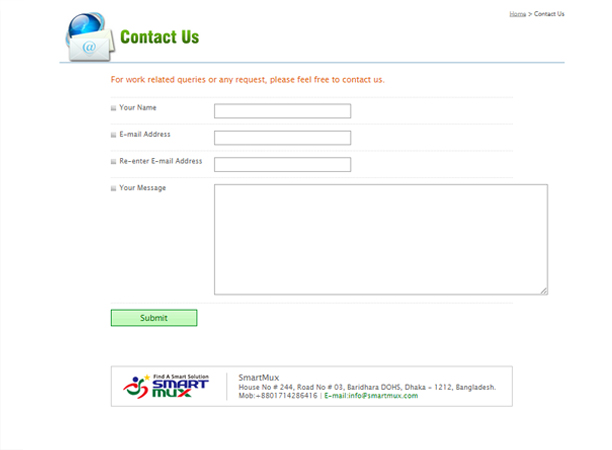 Home > Contact Us
@
Contact Us
For work related queries or any request, please feel free to contact us.
Your Name
E-mail Address
Re-enter E-mail Address
Your Message
Submit
Find A Smart Solution
SMART
MUX
SmartMux
House No # 244, Road No # 03, Baridhara DOHS, Dhaka - 1212, Bangladesh.
Mob:+8801714286416 | E-mail:info@smartmux.com